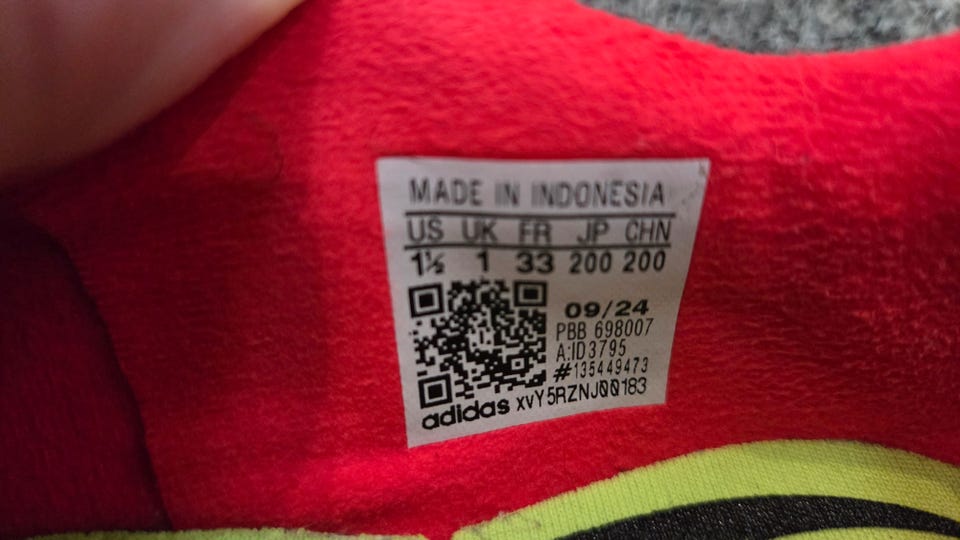 MADE IN INDONESIA
US UK FR JP CHN
1½ 1 33 200 200
09/24
PBB 698007
A:ID3795
#135449473
adidas xvY5RZNJ00183